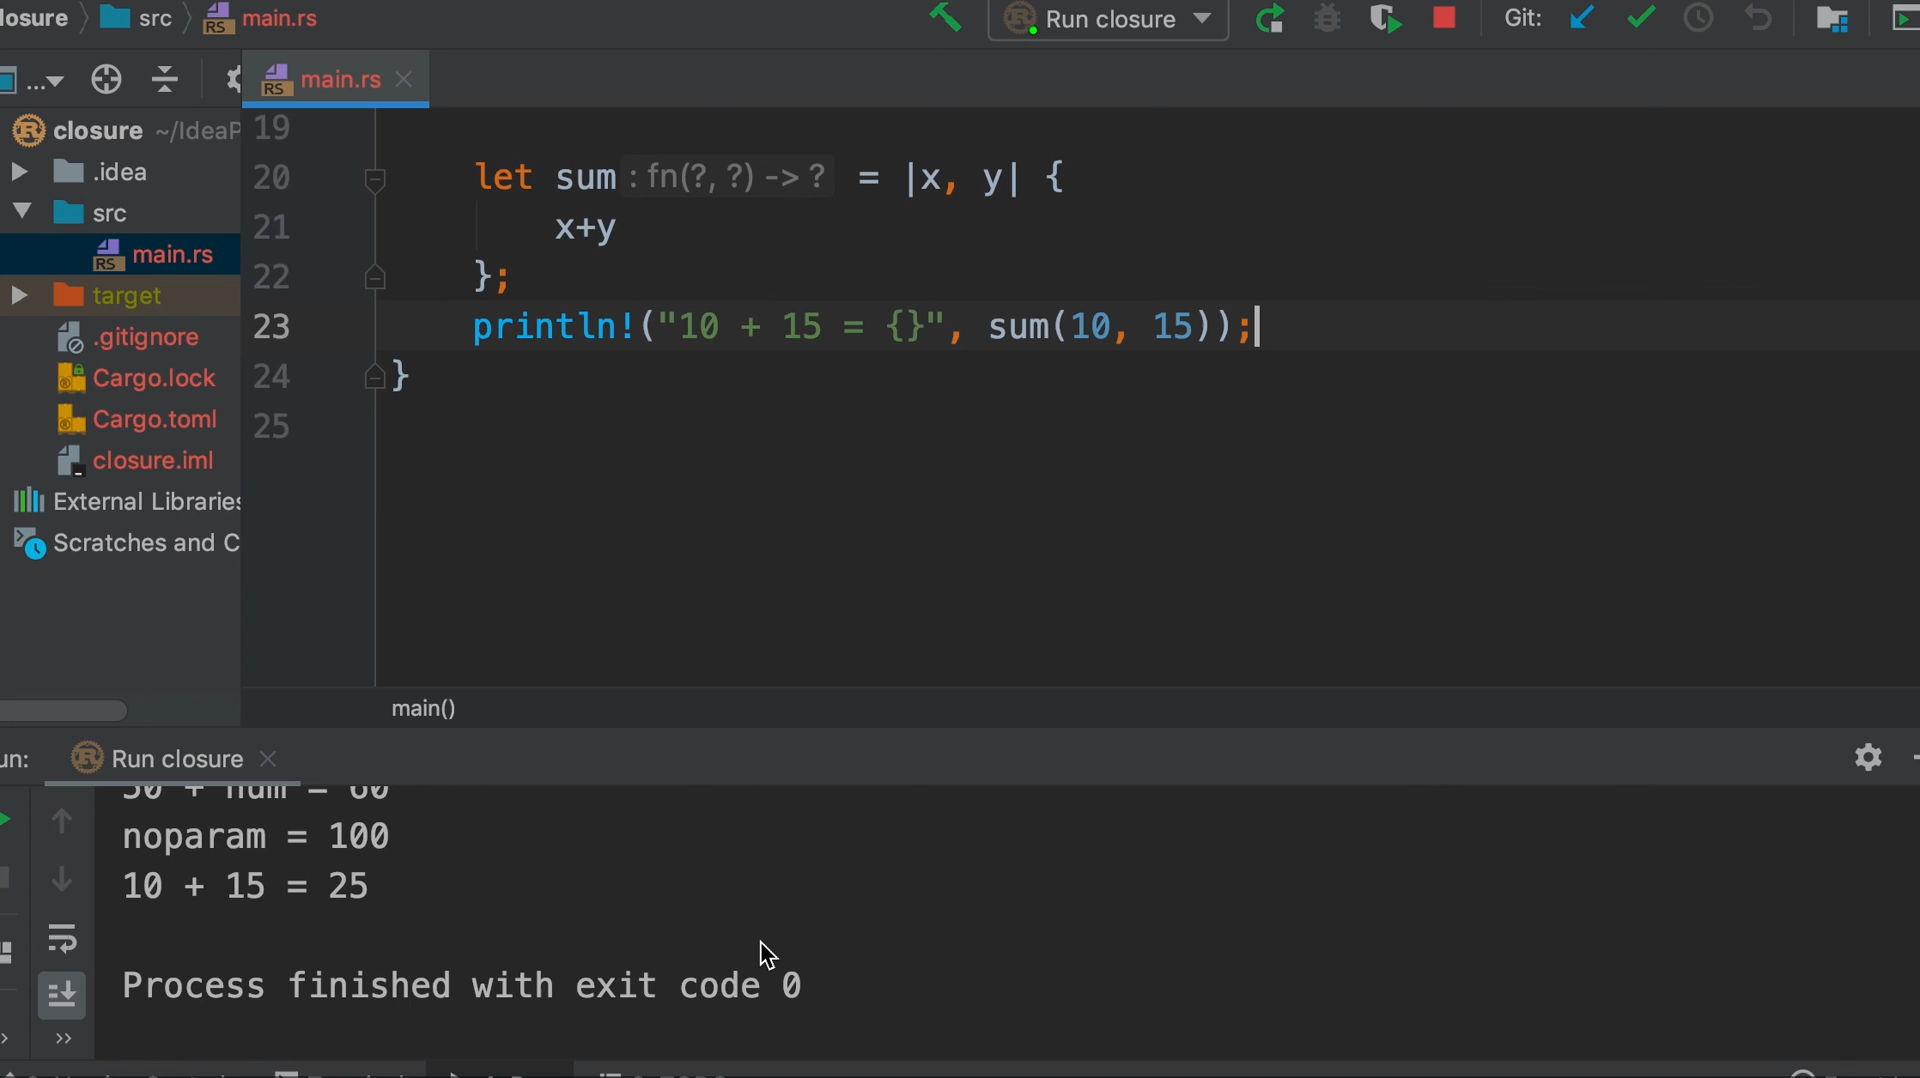 losure src main.rs Run closure Git:
... main.rs
closure ~/IdeaP
.idea
src
main.rs
target
.gitignore
Cargo.lock
Cargo.toml
closure.iml
External Libraries
Scratches and C
19
20 let sum: fn(?, ?) -> ? = |x, y| {
21 x+y
22 };
23 println!("10 + 15 = {}", sum(10, 15));
24 }
25
main()
un: Run closure
50 + num = 60
noparam = 100
10 + 15 = 25
Process finished with exit code 0